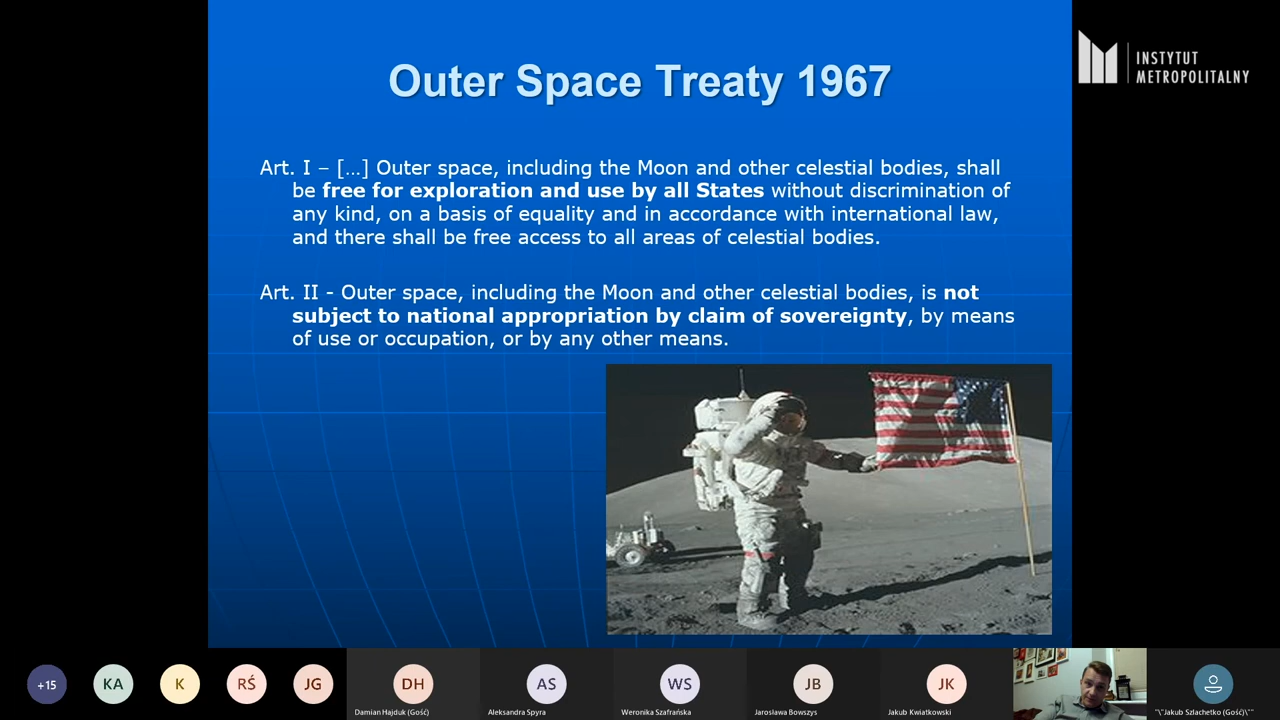 Outer Space Treaty 1967
INSTYTUT
METROPOLITALNY
Art. I – [...] Outer space, including the Moon and other celestial bodies, shall
be free for exploration and use by all States without discrimination of
any kind, on a basis of equality and in accordance with international law,
and there shall be free access to all areas of celestial bodies.
Art. II - Outer space, including the Moon and other celestial bodies, is not
subject to national appropriation by claim of sovereignty, by means
of use or occupation, or by any other means.
+15
KA
K
RŚ
JG
DH
AS
WS
JB
JK
Damian Hajduk (Gość)
Aleksandra Spyra
Weronika Szafrańska
Jarosława Bowszys
Jakub Kwiatkowski
"\"Jakub Szlachetko (Gość)\""